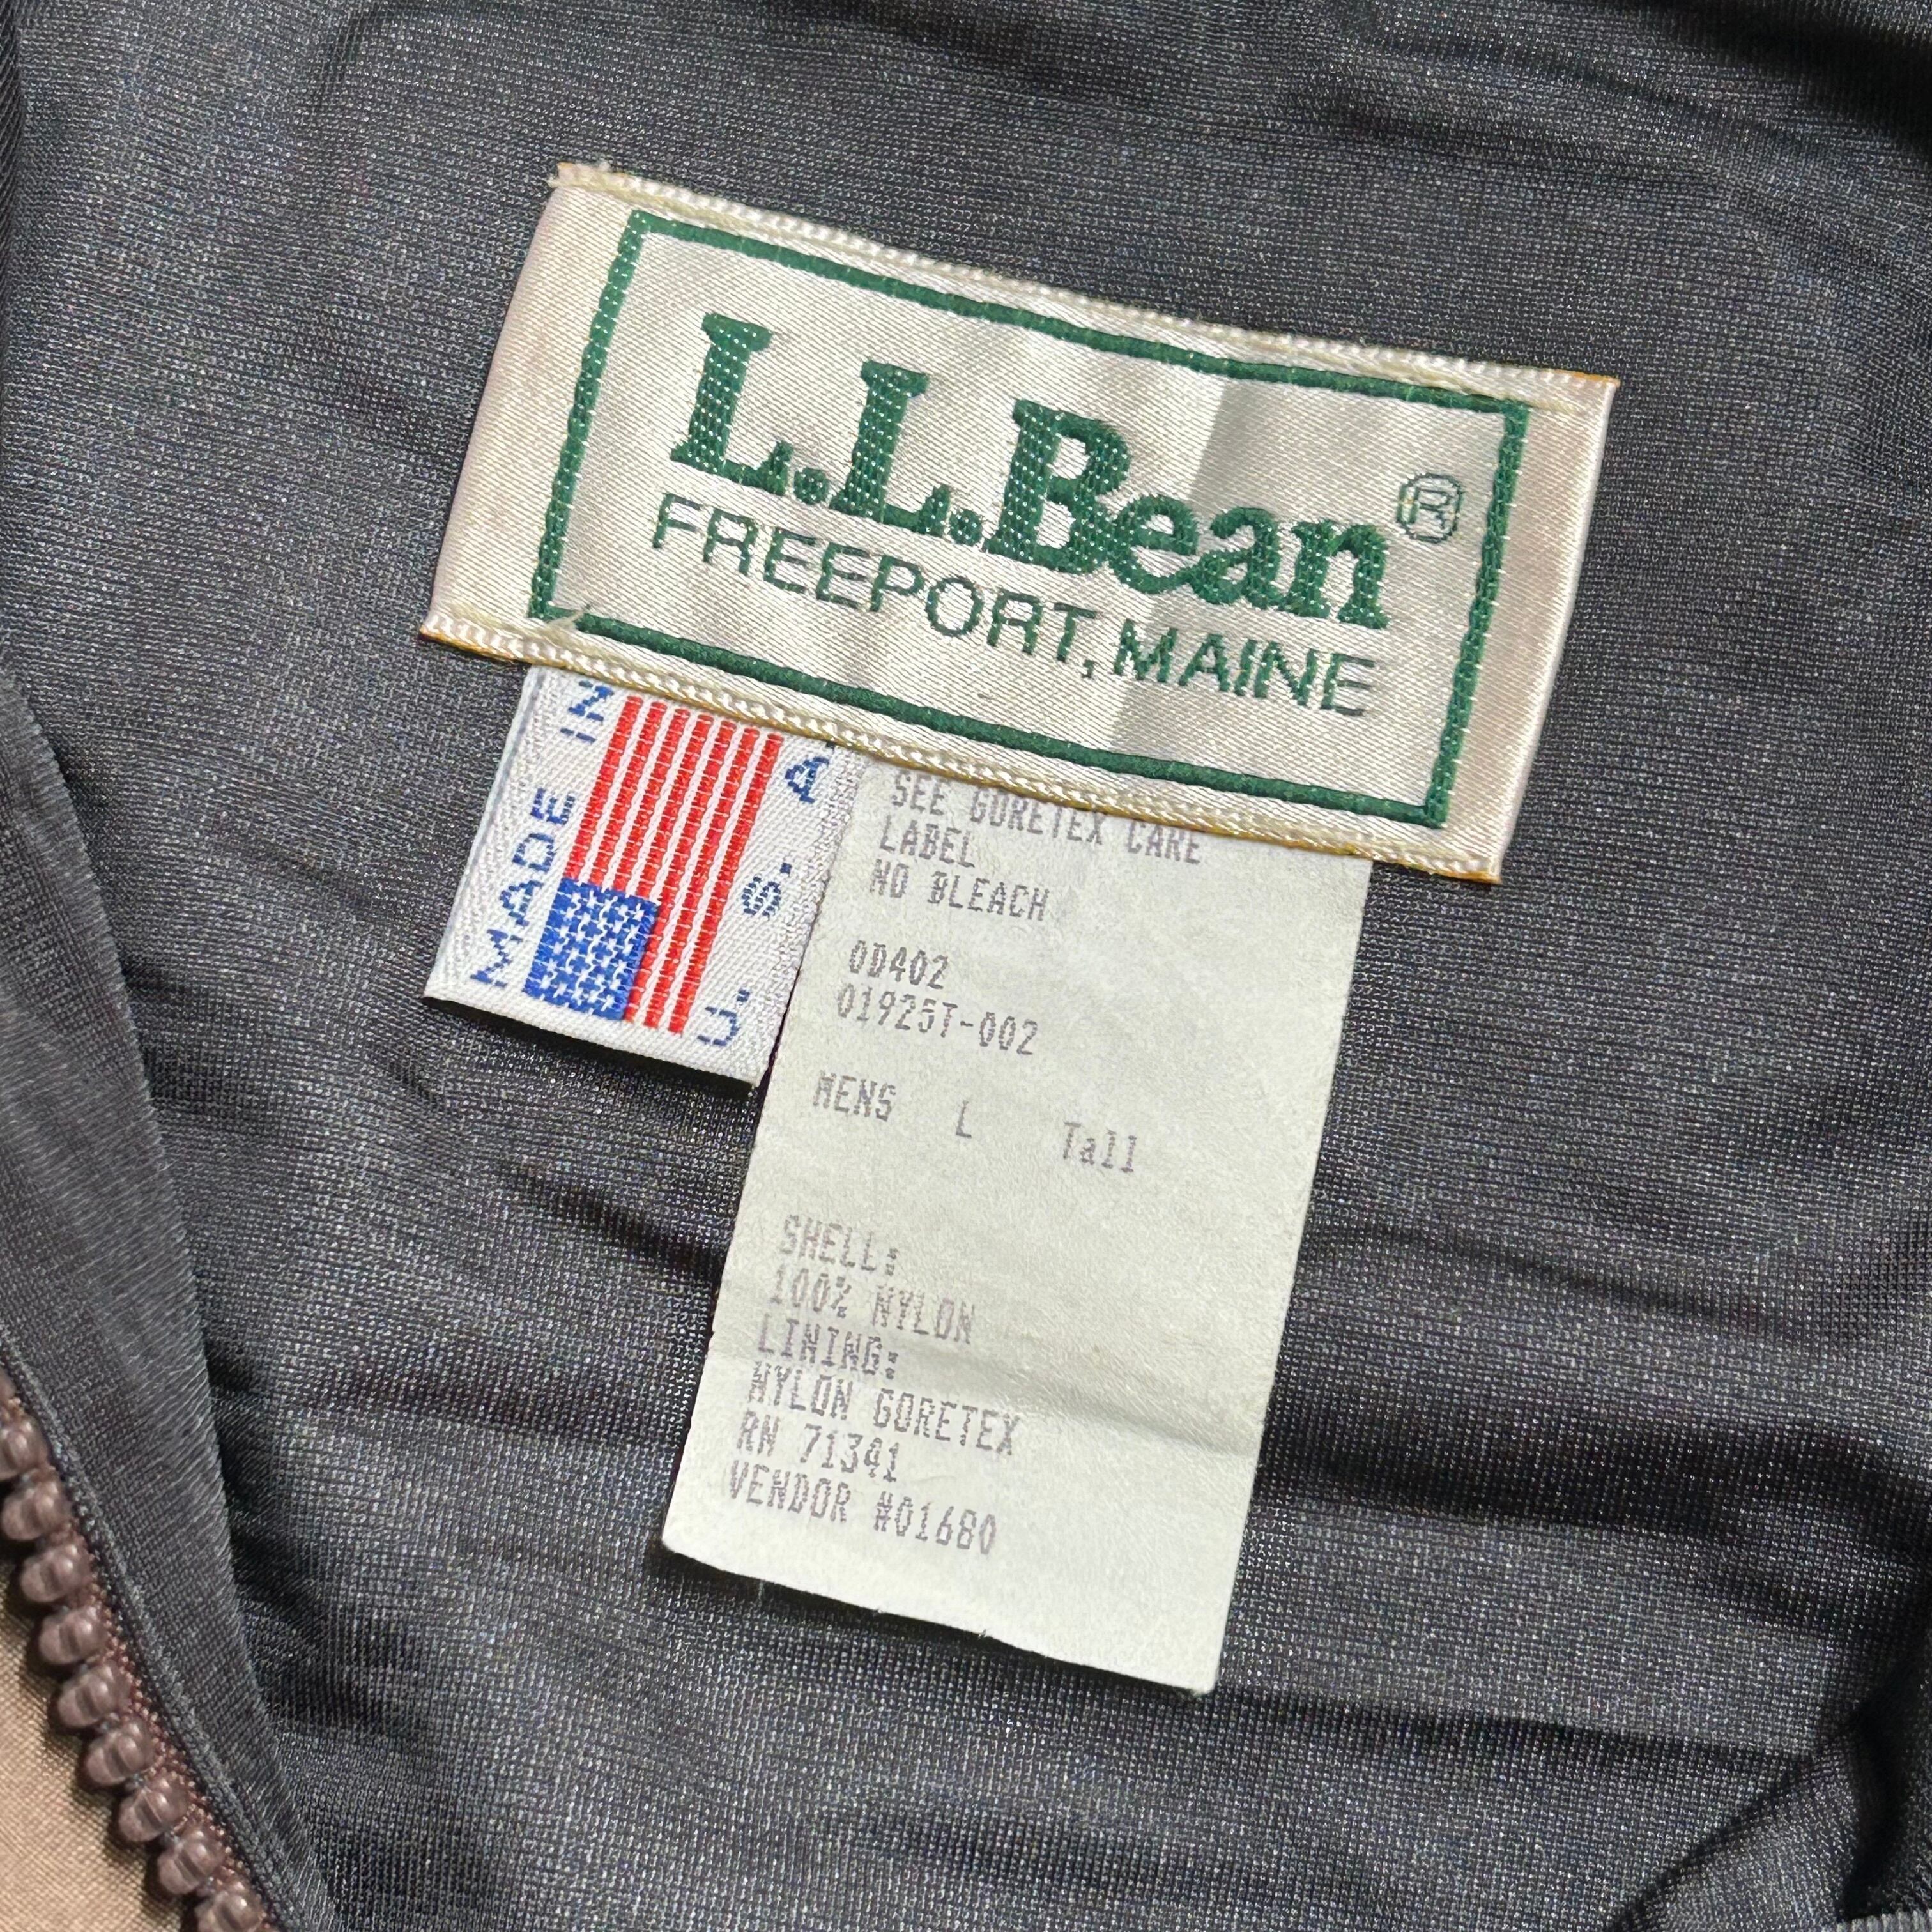 L.L.Bean®
FREEPORT, MAINE
MADE IN
U. S. A.
SEE GORETEX CARE
LABEL
NO BLEACH
0D402
01925T-002
MENS L Tall
SHELL:
100% NYLON
LINING:
NYLON GORETEX
RN 71341
VENDOR #01680